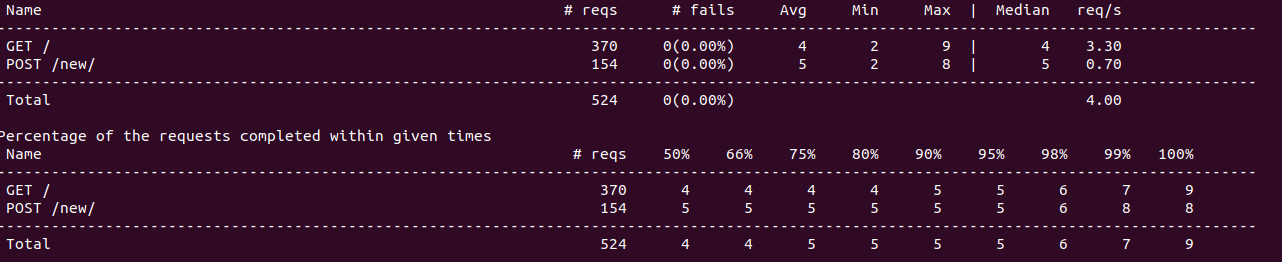 Name # reqs # fails Avg Min Max | Median req/s
--------------------------------------------------------------------------------------------------------------------------------------------
GET / 370 0(0.00%) 4 2 9 | 4 3.30
POST /new/ 154 0(0.00%) 5 2 8 | 5 0.70
--------------------------------------------------------------------------------------------------------------------------------------------
Total 524 0(0.00%) 4.00
Percentage of the requests completed within given times
Name # reqs 50% 66% 75% 80% 90% 95% 98% 99% 100%
--------------------------------------------------------------------------------------------------------------------------------------------
GET / 370 4 4 4 4 5 5 6 7 9
POST /new/ 154 5 5 5 5 5 5 6 8 8
--------------------------------------------------------------------------------------------------------------------------------------------
Total 524 4 4 5 5 5 5 6 7 9